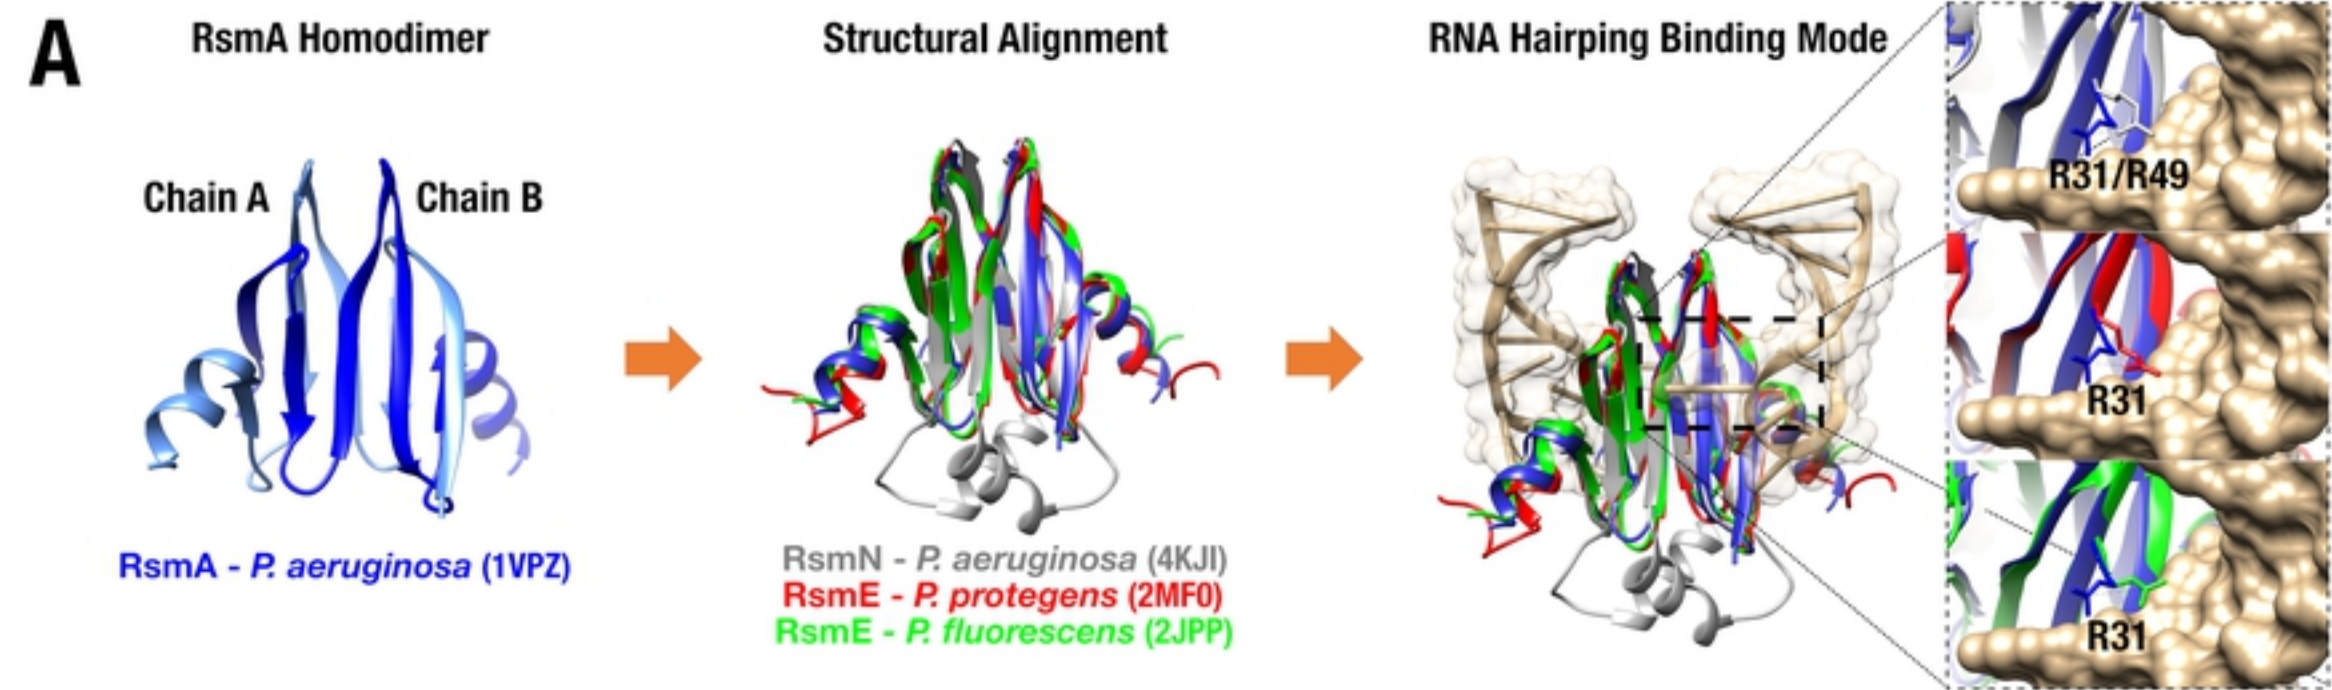 A
RsmA Homodimer
Structural Alignment
RNA Hairping Binding Mode
Chain A
Chain B
RsmA - P. aeruginosa (1VPZ)
RsmN - P. aeruginosa (4KJI)
RsmE - P. protegens (2MF0)
RsmE - P. fluorescens (2JPP)
R31/R49
R31
R31